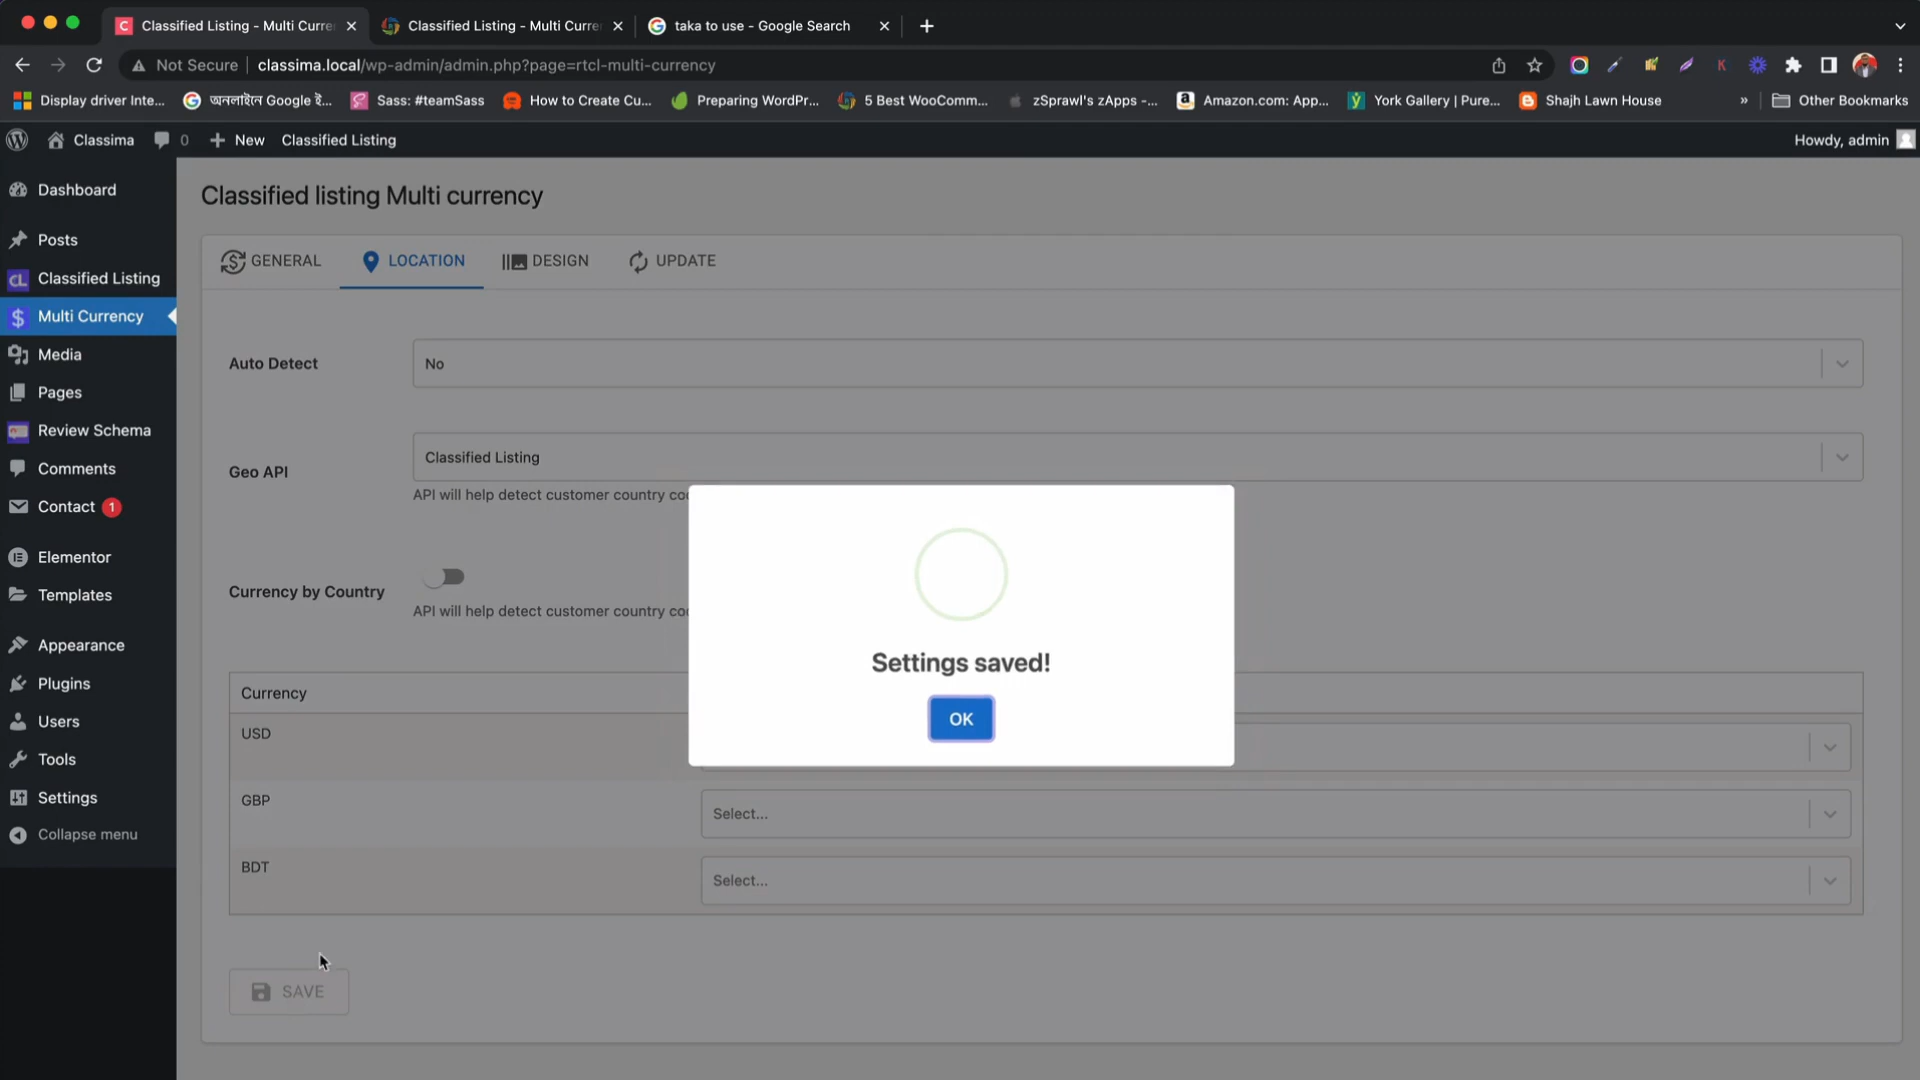 Classified Listing - Multi Curre
Classified Listing - Multi Curre
taka to use - Google Search
Not Secure
classima.local/wp-admin/admin.php?page=rtcl-multi-currency
Display driver Inte...
অনলাইনে Google ই...
Sass: #teamSass
How to Create Cu...
Preparing WordPr...
5 Best WooComm...
zSprawl's zApps -...
Amazon.com: App...
York Gallery | Pure...
Shajh Lawn House
»
Other Bookmarks
Classima
0
New
Classified Listing
Howdy, admin
Dashboard
Posts
Classified Listing
Multi Currency
Media
Pages
Review Schema
Comments
Contact 1
Elementor
Templates
Appearance
Plugins
Users
Tools
Settings
Collapse menu
Classified listing Multi currency
GENERAL
LOCATION
DESIGN
UPDATE
Auto Detect
No
Geo API
Classified Listing
API will help detect customer country
Currency by Country
API will help detect customer country
Currency
USD
GBP
Select...
BDT
Select...
SAVE
Settings saved!
OK